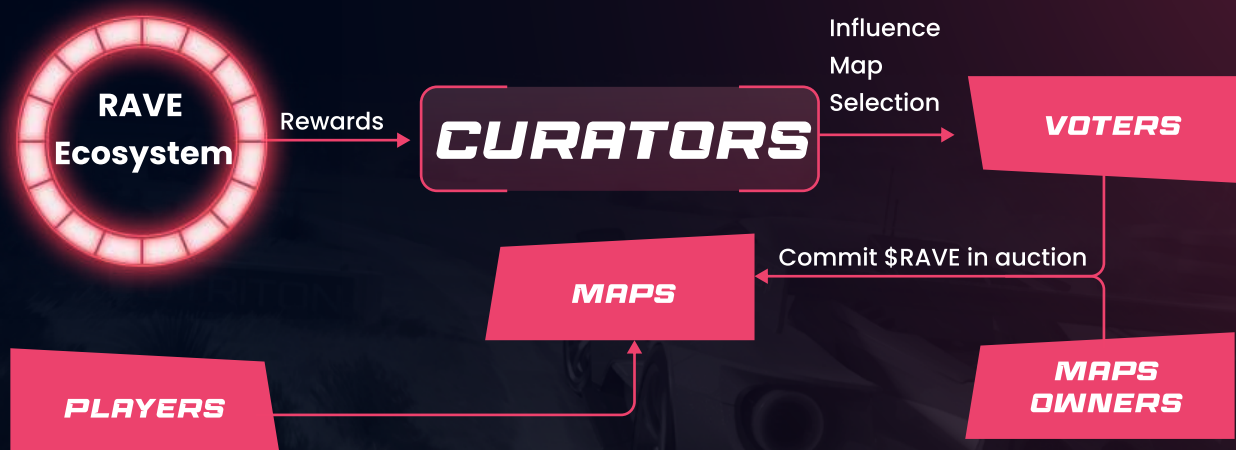 RAVE
Ecosystem
Rewards
CURATORS
Influence
Map
Selection
VOTERS
Commit $RAVE in auction
MAPS
PLAYERS
MAPS
OWNERS